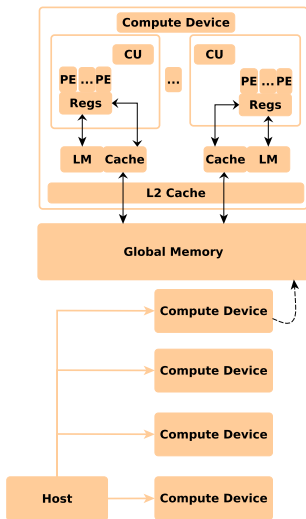 Compute Device
CU
CU
PE ... PE
...
PE ... PE
Regs
Regs
LM
Cache
Cache
LM
L2 Cache
Global Memory
Compute Device
Compute Device
Compute Device
Host
Compute Device